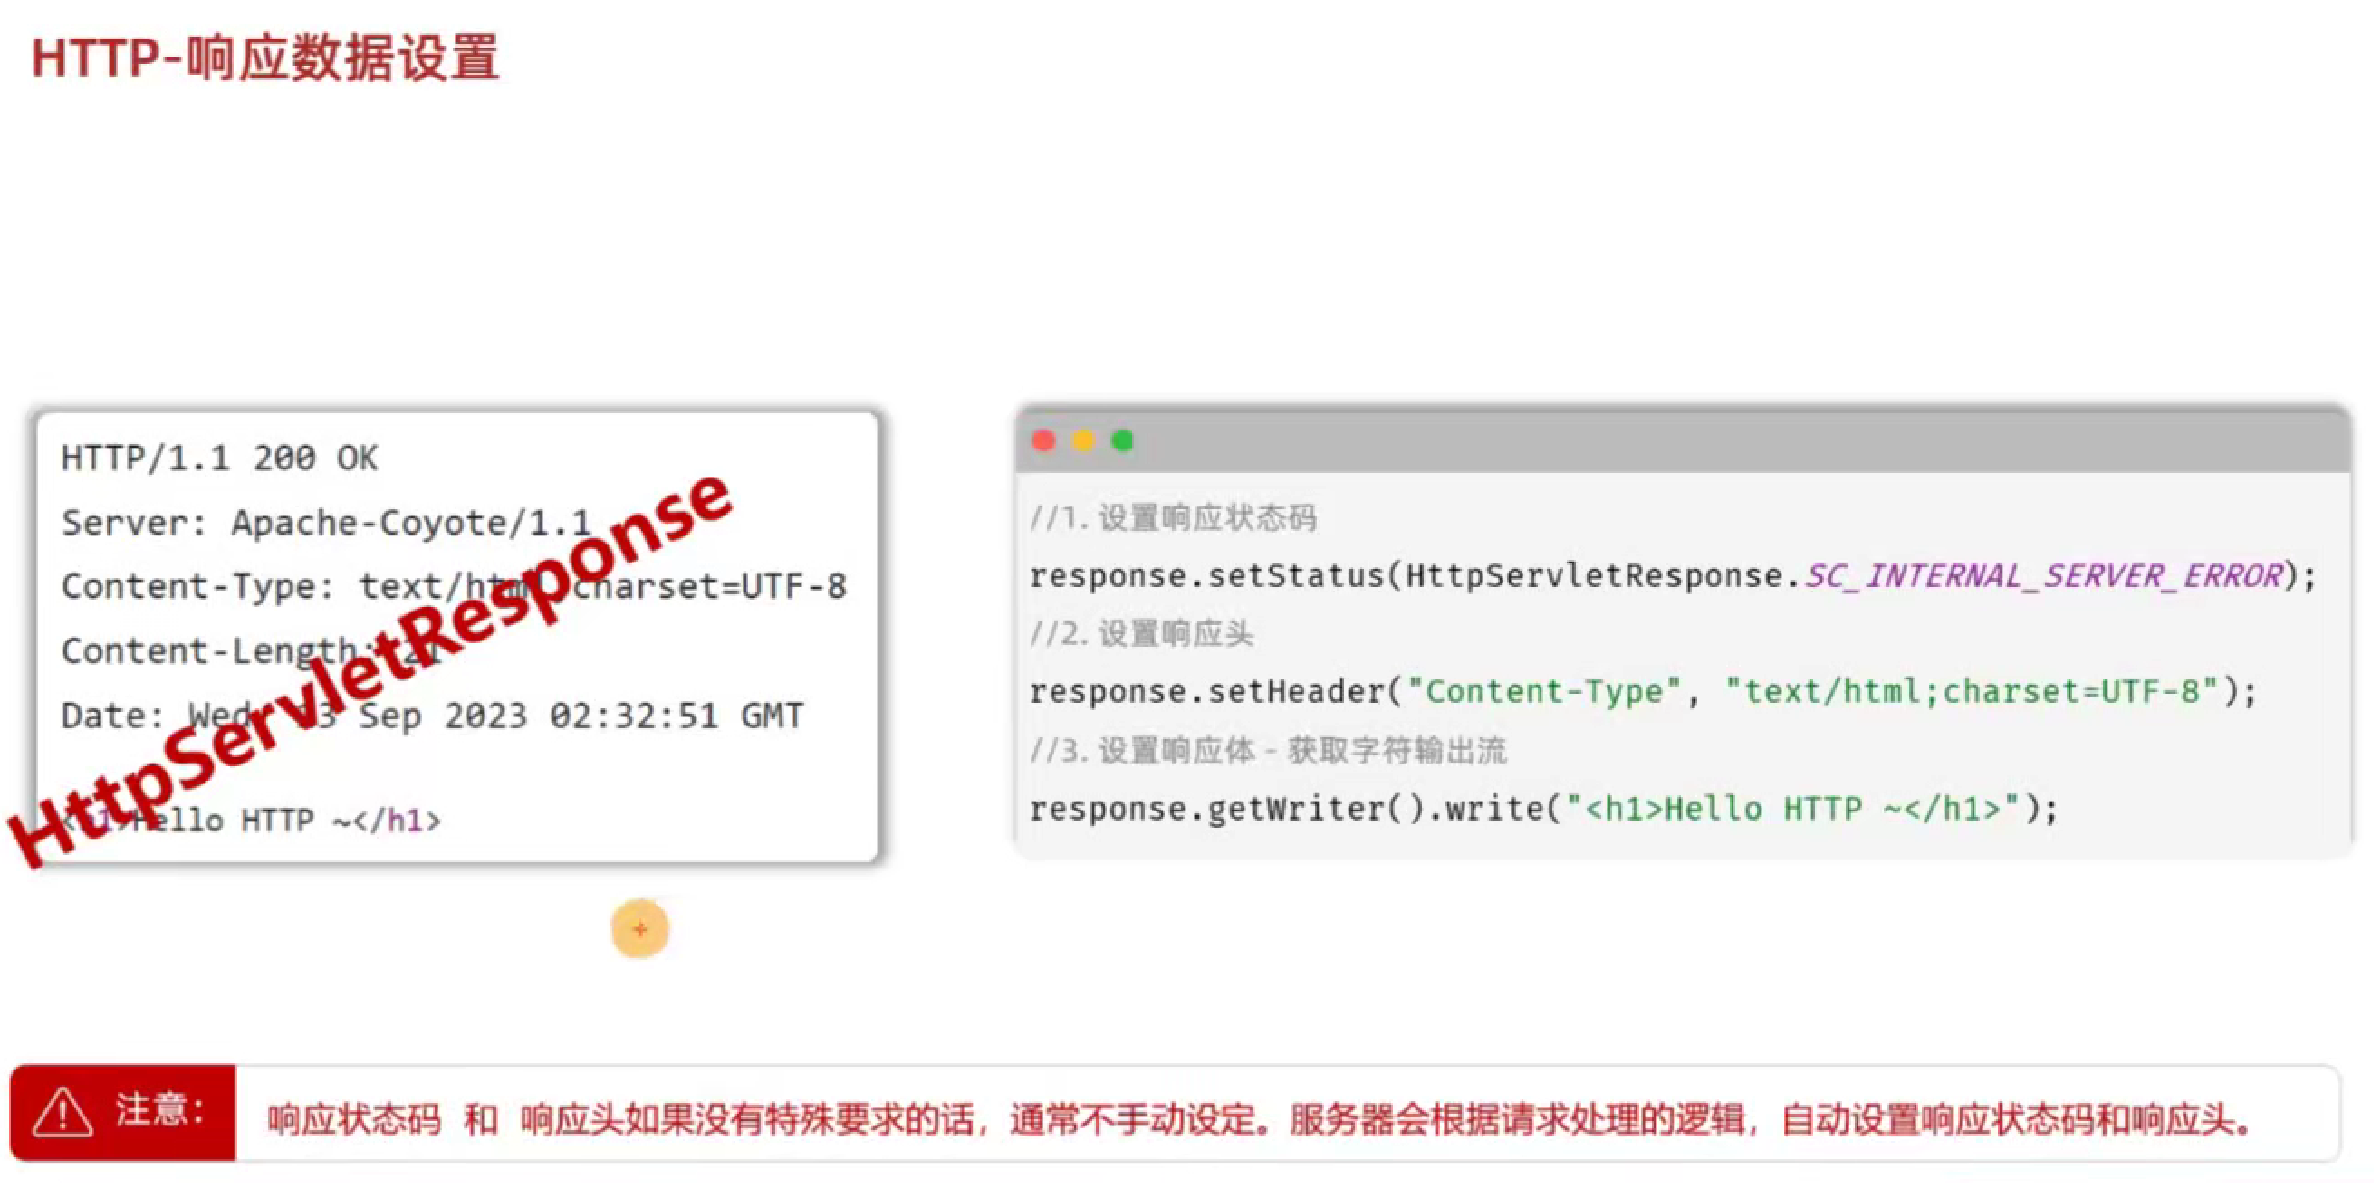 HTTP-响应数据设置
HTTP/1.1 200 OK
Server: Apache-Coyote/1.1
Content-Type: text/html;charset=UTF-8
Content-Length: 21
Date: Wed, 13 Sep 2023 02:32:51 GMT
<h1>Hello HTTP ~</h1>
HttpServletResponse
//1. 设置响应状态码
response.setStatus(HttpServletResponse.SC_INTERNAL_SERVER_ERROR);
//2. 设置响应头
response.setHeader("Content-Type", "text/html;charset=UTF-8");
//3. 设置响应体 - 获取字符输出流
response.getWriter().write("<h1>Hello HTTP ~</h1>");
注意:
响应状态码 和 响应头如果没有特殊要求的话，通常不手动设定。服务器会根据请求处理的逻辑，自动设置响应状态码和响应头。